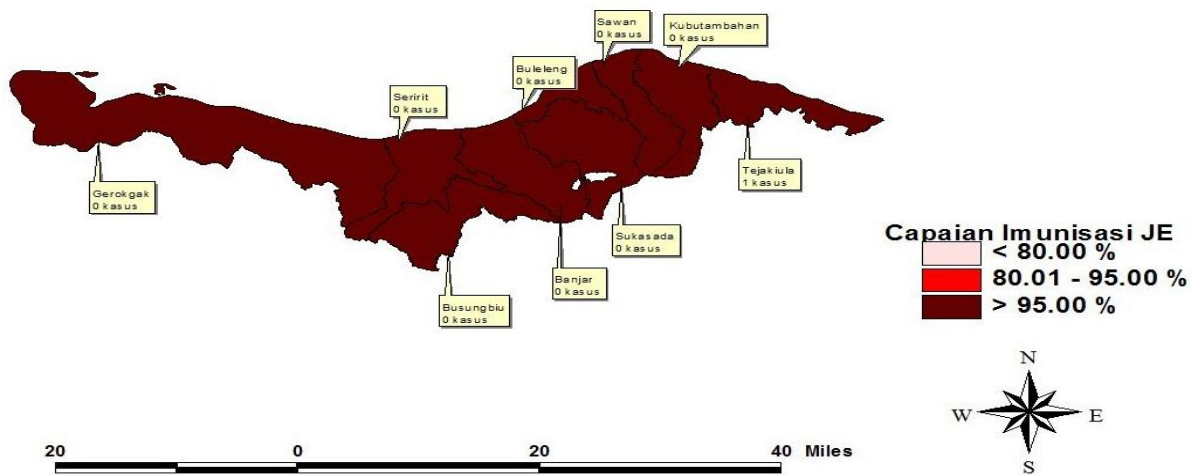 Sawan
0 kasus
Kubutambahan
0 kasus
Buleleng
0 kasus
Seririt
0 kasus
Gerokgak
0 kasus
Tejakula
1 kasus
Sukasada
0 kasus
Banjar
0 kasus
Busungbiu
0 kasus
Capaian Imunisasi JE
< 80.00 %
80.01 - 95.00 %
> 95.00 %
N
W
E
S
20 0 20 40 Miles